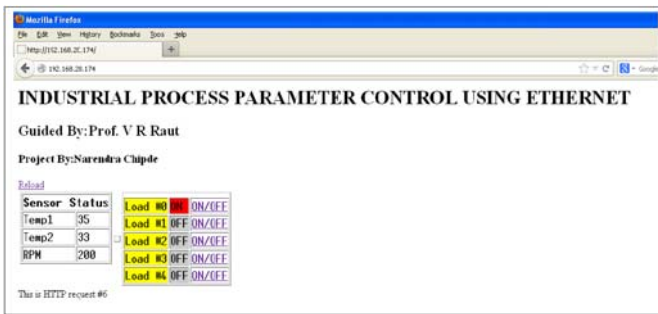 Mozilla Firefox
File Edit View History Bookmarks Tools Help
http://192.168.20.174/ +
192.168.20.174 Google
INDUSTRIAL PROCESS PARAMETER CONTROL USING ETHERNET
Guided By:Prof. V R Raut
Project By:Narendra Chipde
Reload
Sensor Status
Temp1 35
Temp2 33
RPM 200
Load #0 ON ON/OFF
Load #1 OFF ON/OFF
Load #2 OFF ON/OFF
Load #3 OFF ON/OFF
Load #4 OFF ON/OFF
This is HTTP request #6